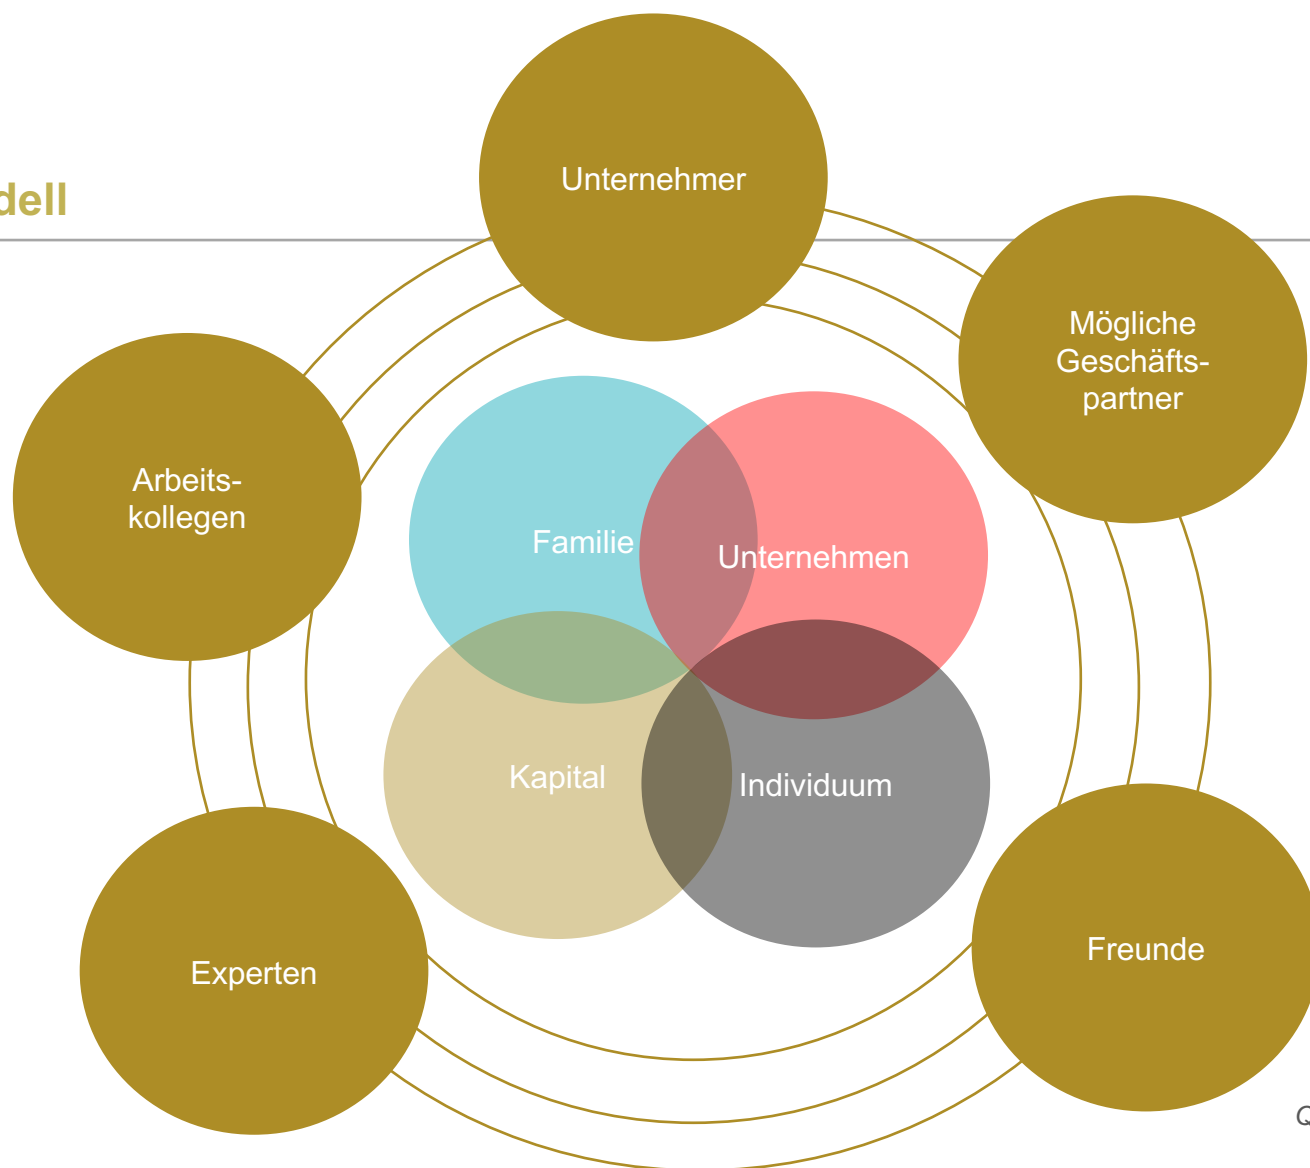 Unternehmer
dell
Mögliche
Geschäfts-
partner
Arbeits-
kollegen
Familie
Unternehmen
Kapital
Individuum
Experten
Freunde
Q